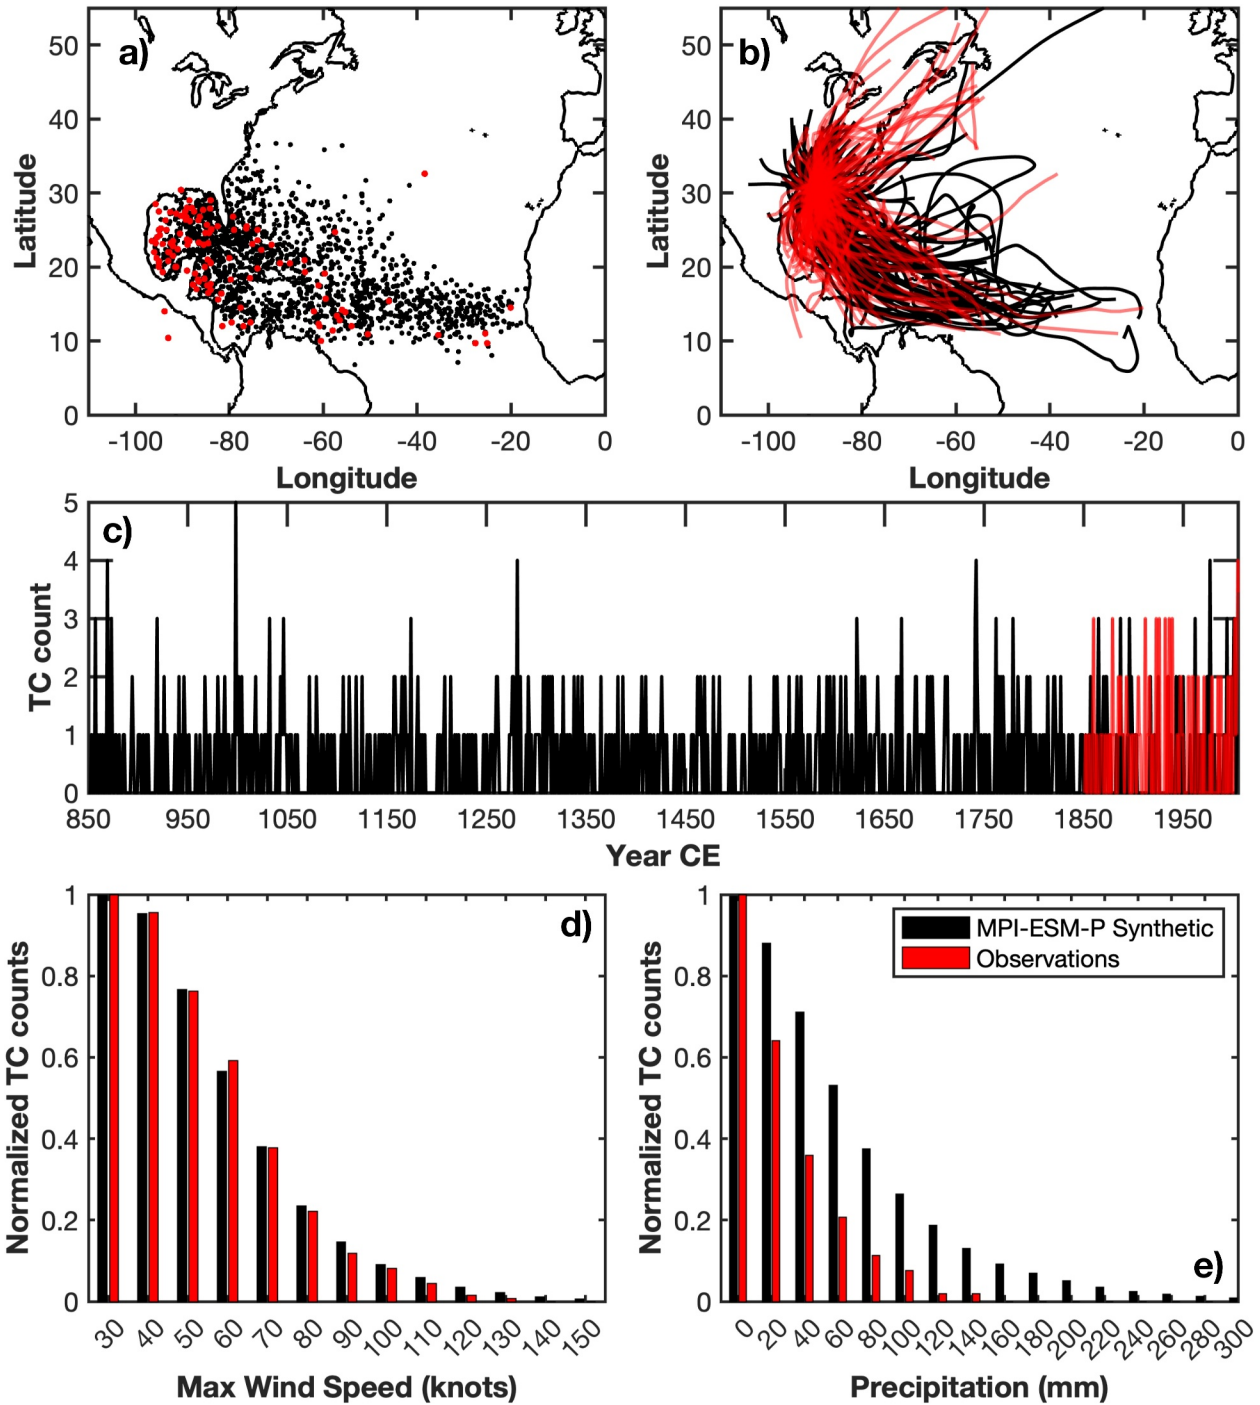 a)
50
40
30
20
10
0
Latitude
-100 -80 -60 -40 -20 0
Longitude
b)
50
40
30
20
10
0
Latitude
-100 -80 -60 -40 -20 0
Longitude
c)
5
4
3
2
1
0
TC count
850 950 1050 1150 1250 1350 1450 1550 1650 1750 1850 1950
Year CE
d)
1
0.8
0.6
0.4
0.2
0
Normalized TC counts
30 40 50 60 70 80 90 100 110 120 130 140 150
Max Wind Speed (knots)
MPI-ESM-P Synthetic
Observations
e)
1
0.8
0.6
0.4
0.2
0
Normalized TC counts
0 20 40 60 80 100 120 140 160 180 200 220 240 260 280 300
Precipitation (mm)